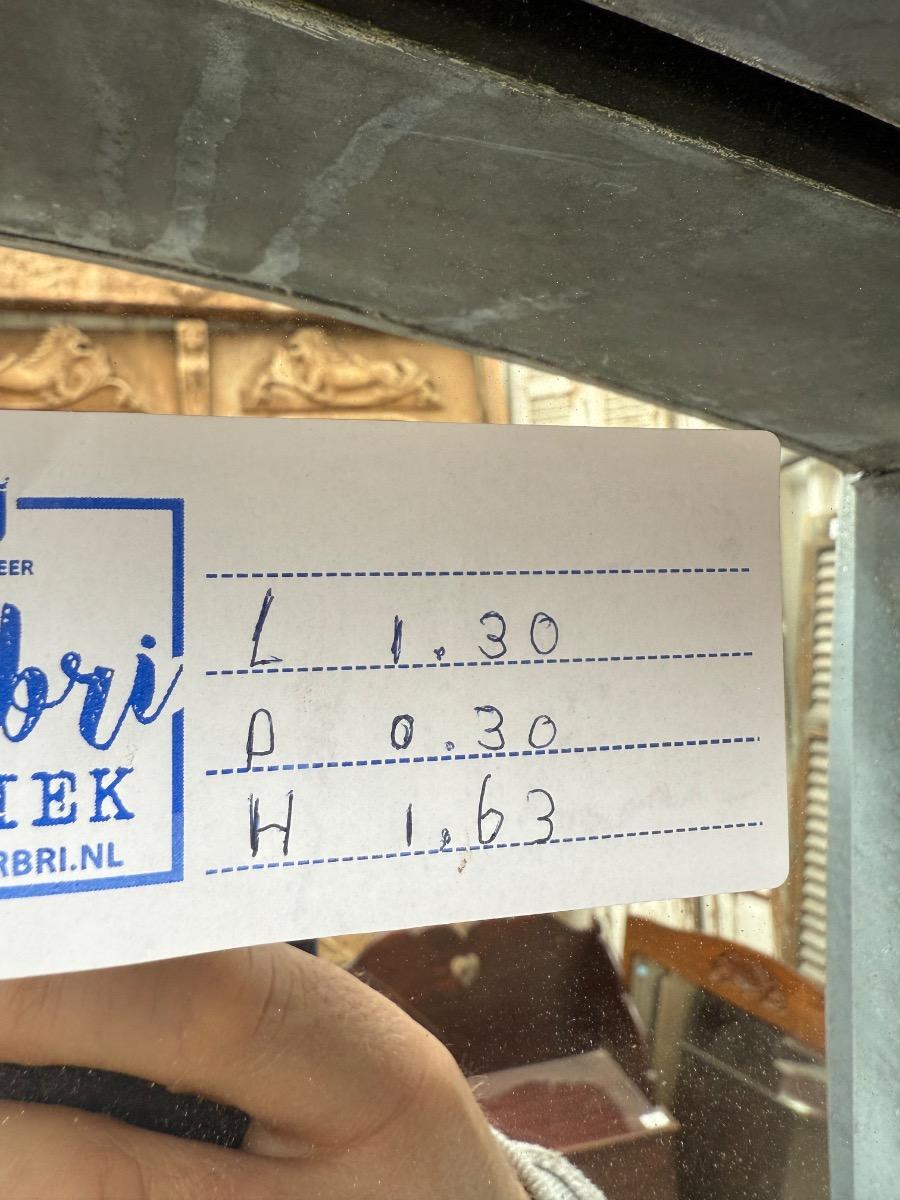 EER
bri
IEK
RBRI.NL
L 1.30
D 0.30
H 1.63